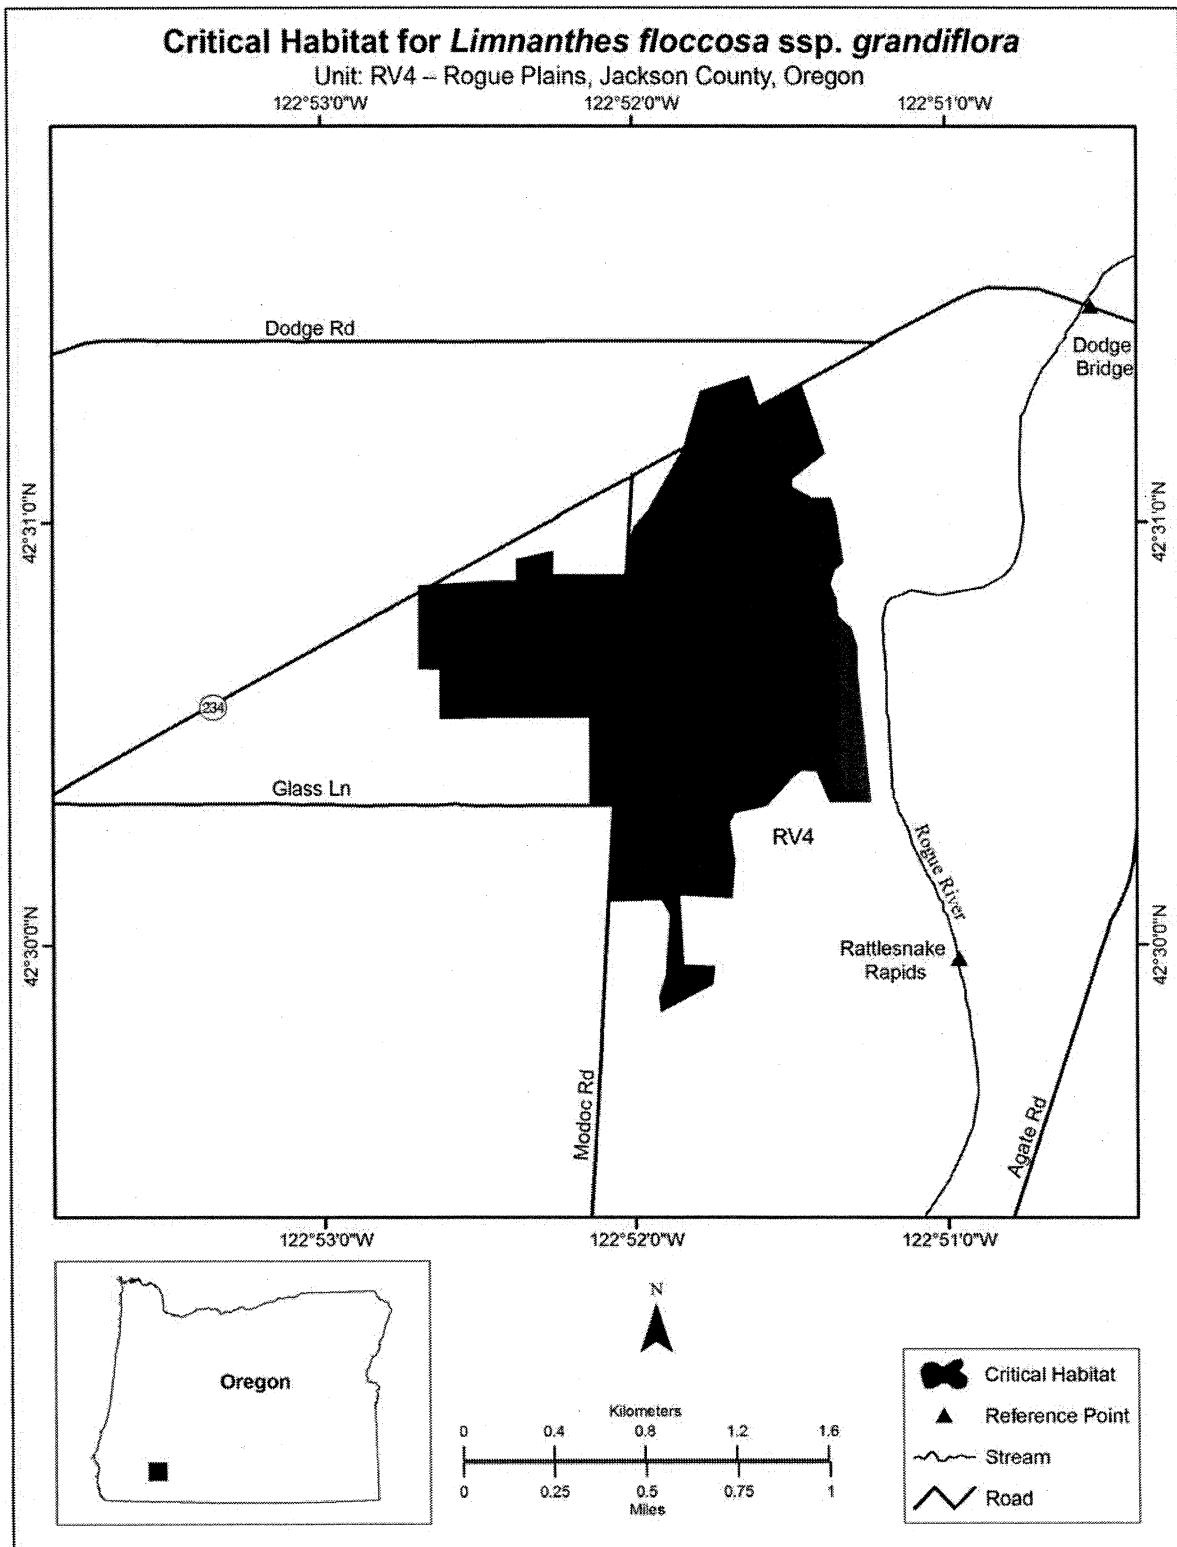 Critical Habitat for Limnanthes floccosa ssp. grandiflora
Unit: RV4 – Rogue Plains, Jackson County, Oregon
122°53'0"W
122°52'0"W
122°51'0"W
Dodge Rd
Dodge
Bridge
42°31'0"N
42°31'0"N
234
Glass Ln
RV4
Rogue River
42°30'0"N
42°30'0"N
Rattlesnake
Rapids
Modoc Rd
Agate Rd
122°53'0"W
122°52'0"W
122°51'0"W
Oregon
N
Kilometers
0 0.4 0.8 1.2 1.6
0 0.25 0.5 0.75 1
Miles
Critical Habitat
Reference Point
Stream
Road